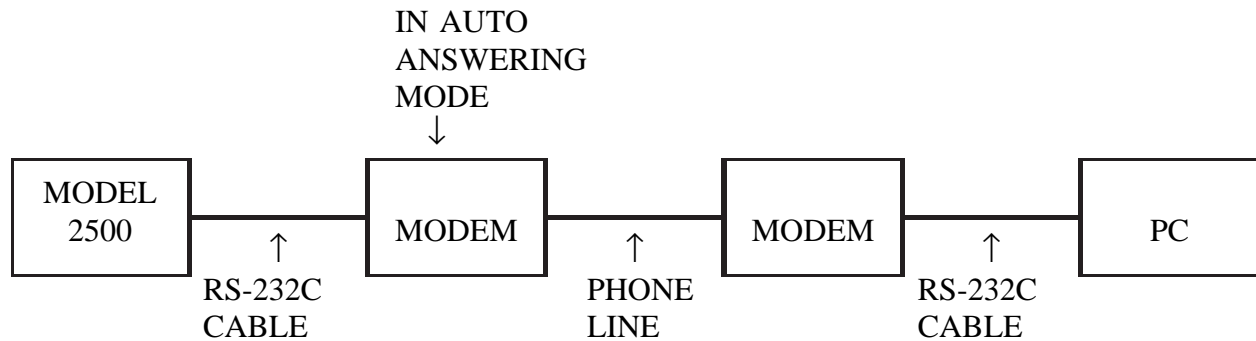 IN AUTO
ANSWERING
MODE
↓
MODEL
2500
MODEM
MODEM
PC
↑
RS-232C
CABLE
↑
PHONE
LINE
↑
RS-232C
CABLE